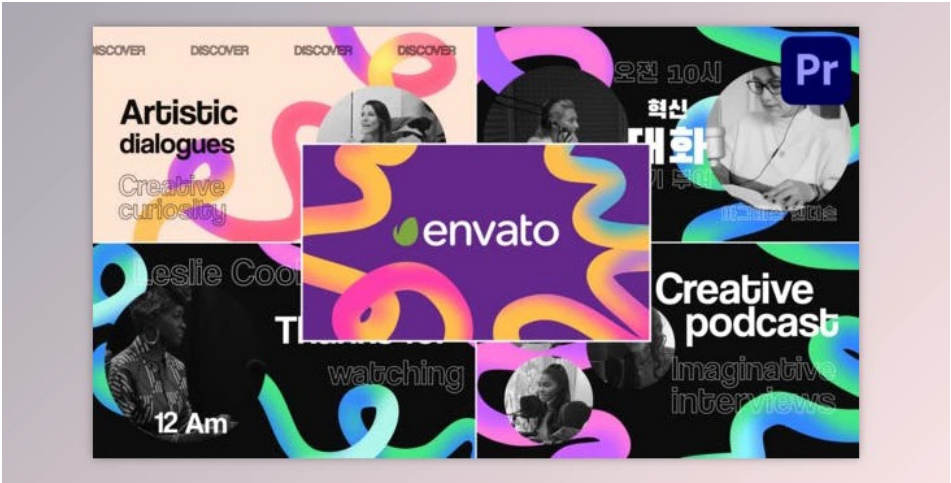 DISCOVER DISCOVER DISCOVER DISCOVER
Artistic
dialogues
Creative
curiosity
오전 10시
혁신
대화
Pr
envato
Leslie
watching
12 Am
Creative
podcast
Imaginative
interviews